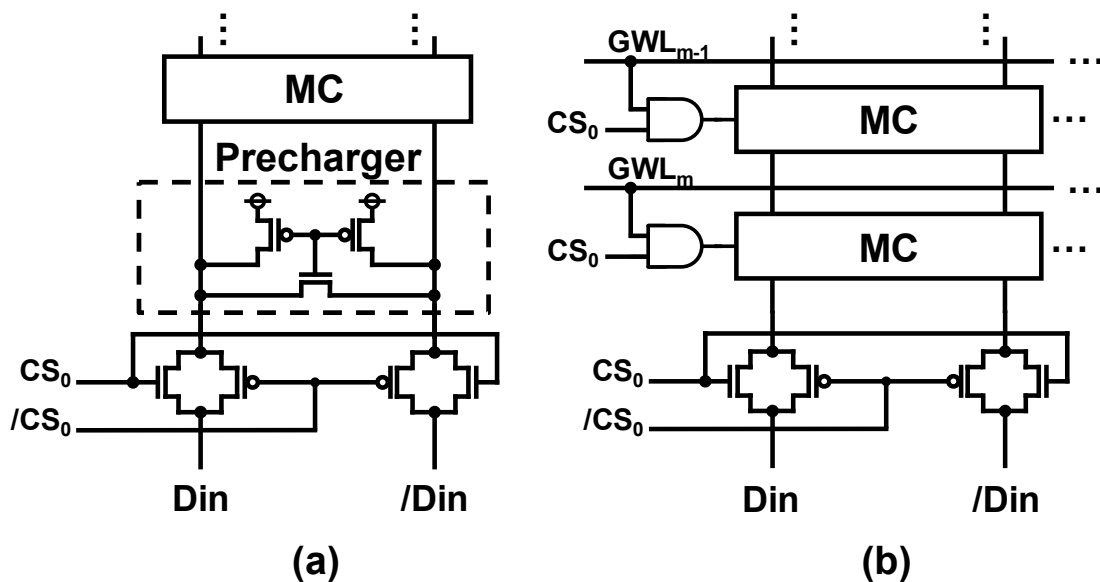 MC
Precharger
CS0
/CS0
Din
/Din
(a)
GWLm-1
CS0
MC
GWLm
CS0
MC
CS0
/CS0
Din
/Din
(b)